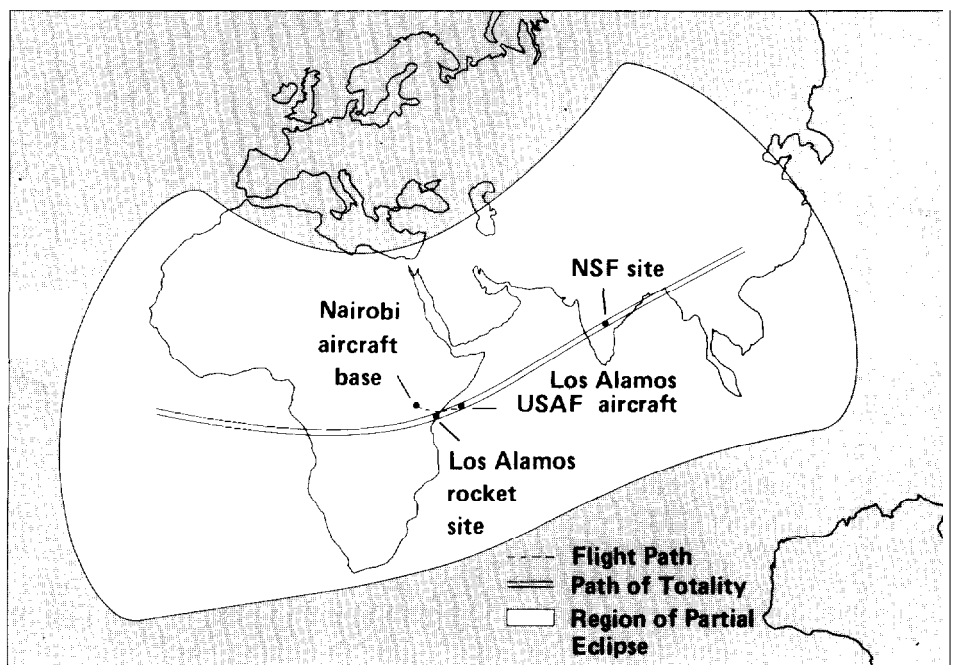 NSF site
Nairobi
aircraft
base
Los Alamos
USAF aircraft
Los Alamos
rocket
site
Flight Path
Path of Totality
Region of Partial
Eclipse